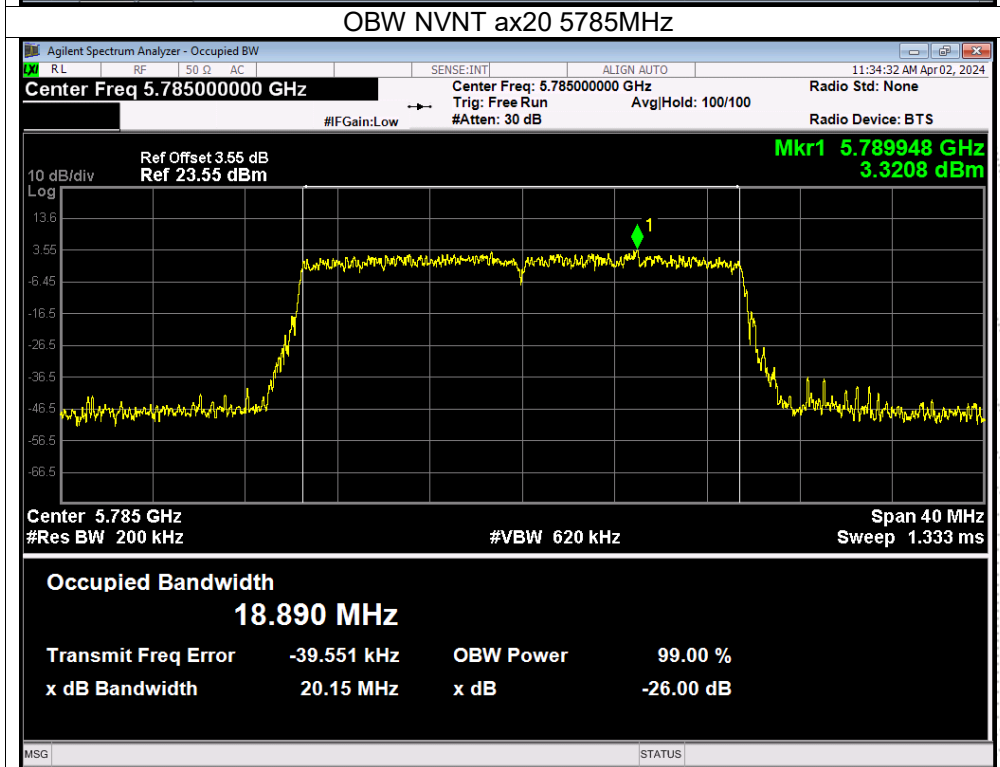 OBW NVNT ax20 5785MHz
Agilent Spectrum Analyzer - Occupied BW
LXI RL RF 50 Ω AC SENSE:INT ALIGN AUTO 11:34:32 AM Apr 02, 2024
Center Freq 5.785000000 GHz Center Freq: 5.785000000 GHz Radio Std: None
Trig: Free Run Avg|Hold: 100/100
#IFGain:Low #Atten: 30 dB Radio Device: BTS
Ref Offset 3.55 dB Mkr1 5.789948 GHz
10 dB/div Ref 23.55 dBm 3.3208 dBm
Log
13.6
1
3.55
-6.45
-16.5
-26.5
-36.5
-46.5
-56.5
-66.5
Center 5.785 GHz Span 40 MHz
#Res BW 200 kHz #VBW 620 kHz Sweep 1.333 ms
Occupied Bandwidth
18.890 MHz
Transmit Freq Error -39.551 kHz OBW Power 99.00 %
x dB Bandwidth 20.15 MHz x dB -26.00 dB
MSG STATUS